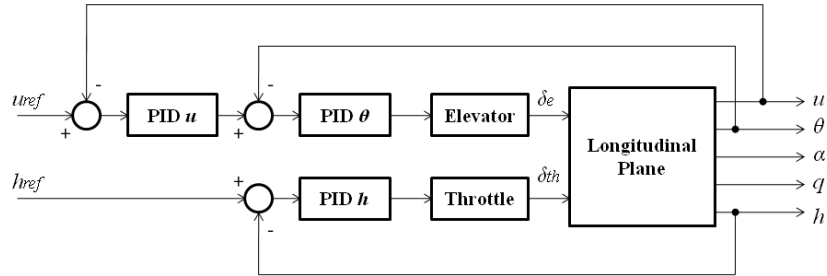 -
-
uref
+
PID u
+
PID θ
Elevator
δe
Longitudinal
Plane
u
θ
α
q
h
href
+
-
PID h
Throttle
δth